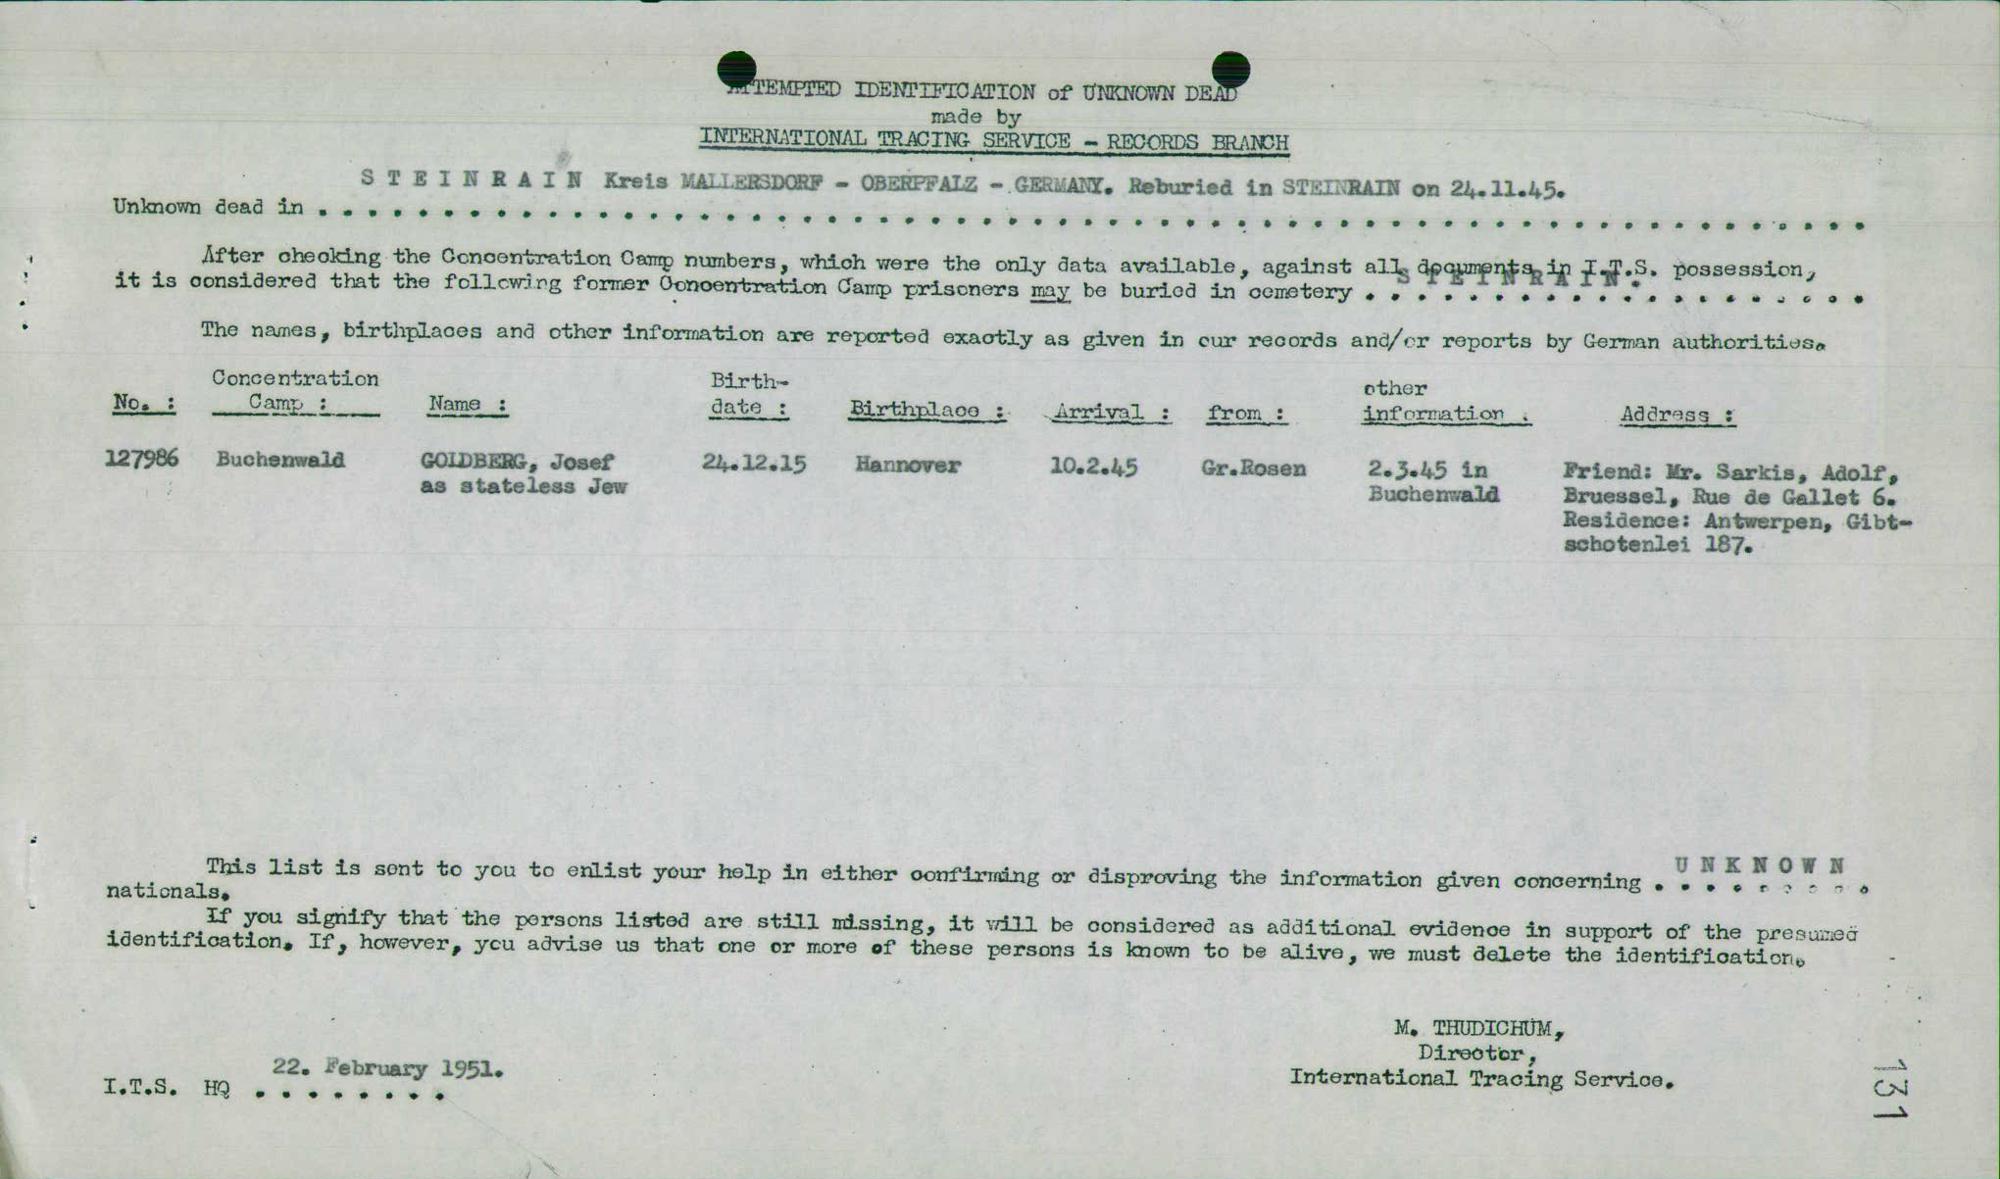 ATTEMPTED IDENTIFICATION of UNKNOWN DEAD
made by
INTERNATIONAL TRACING SERVICE - RECORDS BRANCH
S T E I N R A I N Kreis MALLERSDORF - OBERPFALZ - GERMANY. Reburied in STEINRAIN on 24.11.45.
Unknown dead in . . . . . . . . . . . . . . . . . . . . . . . . . . . . . . . . . . . . . . . . . . . . . . . . . . . . . . . . . . . .
After checking the Concentration Camp numbers, which were the only data available, against all documents in I.T.S. possession,
S T E I N R A I N .
it is considered that the following former Concentration Camp prisoners may be buried in cemetery . . . . . . . . . . . . . . . . . . . .
The names, birthplaces and other information are reported exactly as given in our records and/or reports by German authorities.
No. : Concentration Camp : Name : Birth-date : Birthplace : Arrival : from : other information . Address :
127986 Buchenwald GOLDBERG, Josef 24.12.15 Hannover 10.2.45 Gr.Rosen 2.3.45 in Friend: Mr. Sarkis, Adolf,
as stateless Jew Buchenwald Bruessel, Rue de Gallet 6.
Residence: Antwerpen, Gibt-
schotenlei 187.
U N K N O W N
This list is sent to you to enlist your help in either confirming or disproving the information given concerning . . . . . . . . .
nationals.
If you signify that the persons listed are still missing, it will be considered as additional evidence in support of the presumed
identification. If, however, you advise us that one or more of these persons is known to be alive, we must delete the identification.
M. THUDICHUM,
Director,
International Tracing Service.
22. February 1951.
I.T.S. HQ . . . . . . . .
131